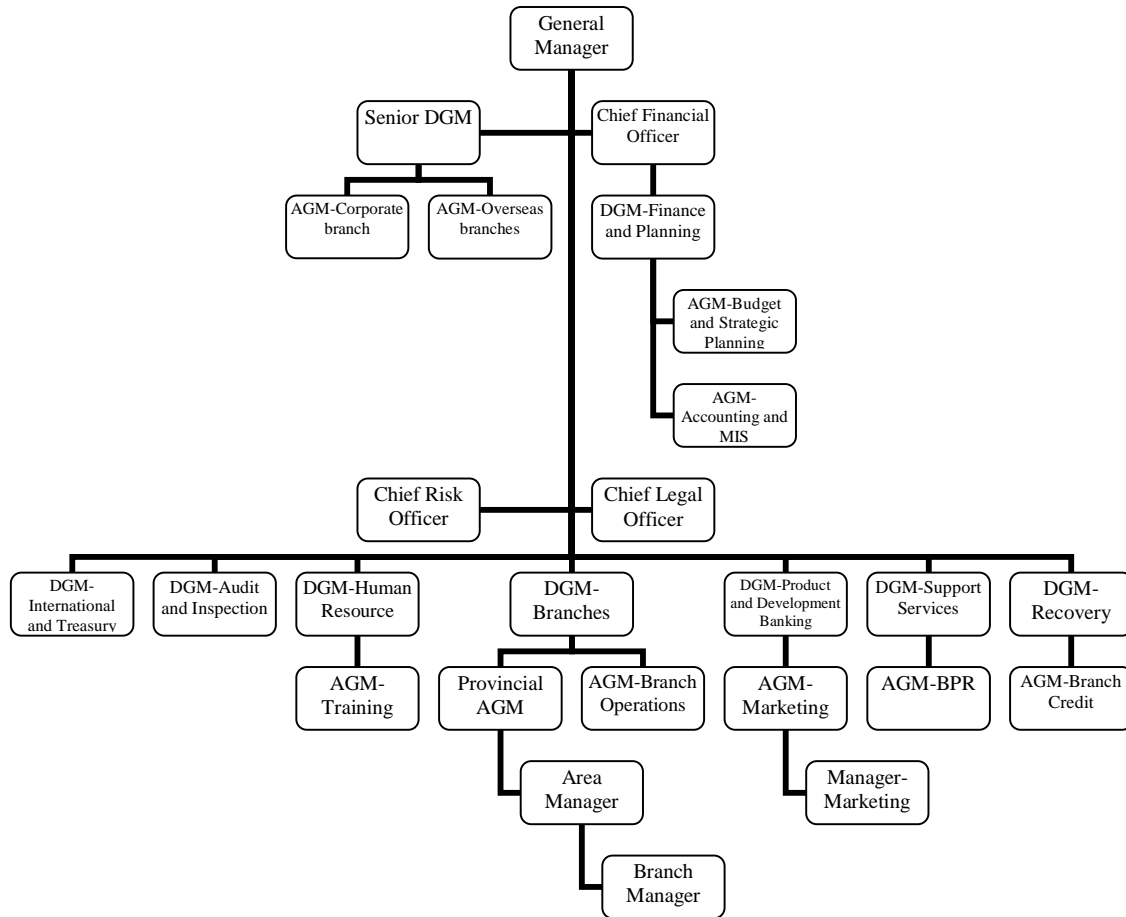 General
Manager
Senior DGM
Chief Financial
Officer
AGM-Corporate
branch
AGM-Overseas
branches
DGM-Finance
and Planning
AGM-Budget
and Strategic
Planning
AGM-
Accounting and
MIS
Chief Risk
Officer
Chief Legal
Officer
DGM-
International
and Treasury
DGM-Audit
and Inspection
DGM-Human
Resource
DGM-
Branches
DGM-Product
and Development
Banking
DGM-Support
Services
DGM-
Recovery
AGM-
Training
Provincial
AGM
AGM-Branch
Operations
AGM-
Marketing
AGM-BPR
AGM-Branch
Credit
Area
Manager
Manager-
Marketing
Branch
Manager